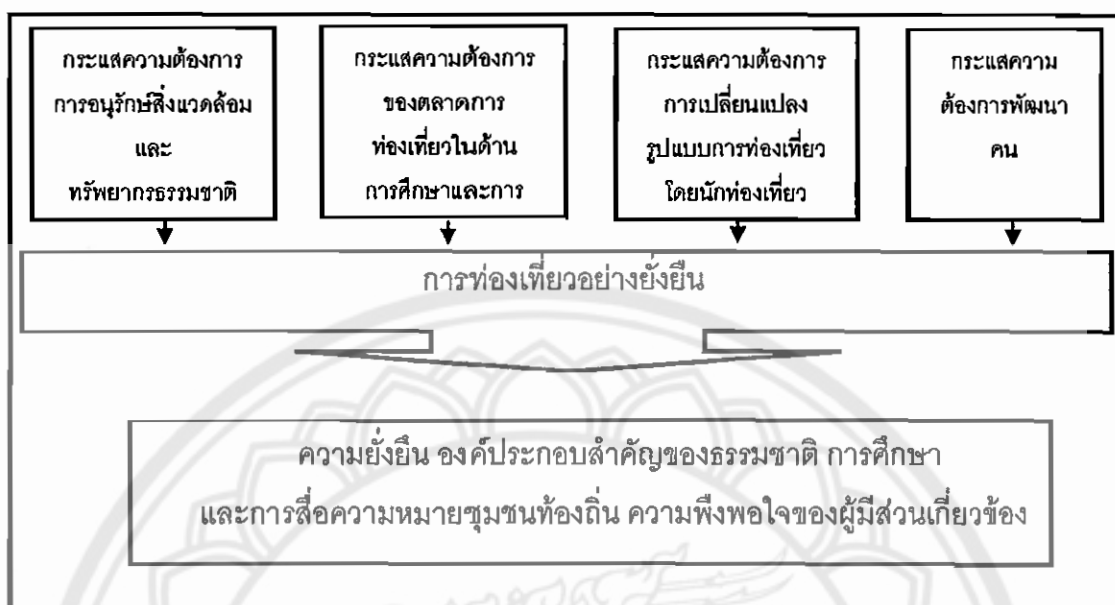 กระแสความต้องการ
การอนุรักษ์สิ่งแวดล้อม
และ
ทรัพยากรธรรมชาติ
กระแสความต้องการ
ของตลาดการ
ท่องเที่ยวในด้าน
การศึกษาและการ
กระแสความต้องการ
การเปลี่ยนแปลง
รูปแบบการท่องเที่ยว
โดยนักท่องเที่ยว
กระแสความ
ต้องการพัฒนา
คน
การท่องเที่ยวอย่างยั่งยืน
ความยั่งยืน องค์ประกอบสำคัญของธรรมชาติ การศึกษา
และการสื่อความหมายชุมชนท้องถิ่น ความพึงพอใจของผู้มีส่วนเกี่ยวข้อง